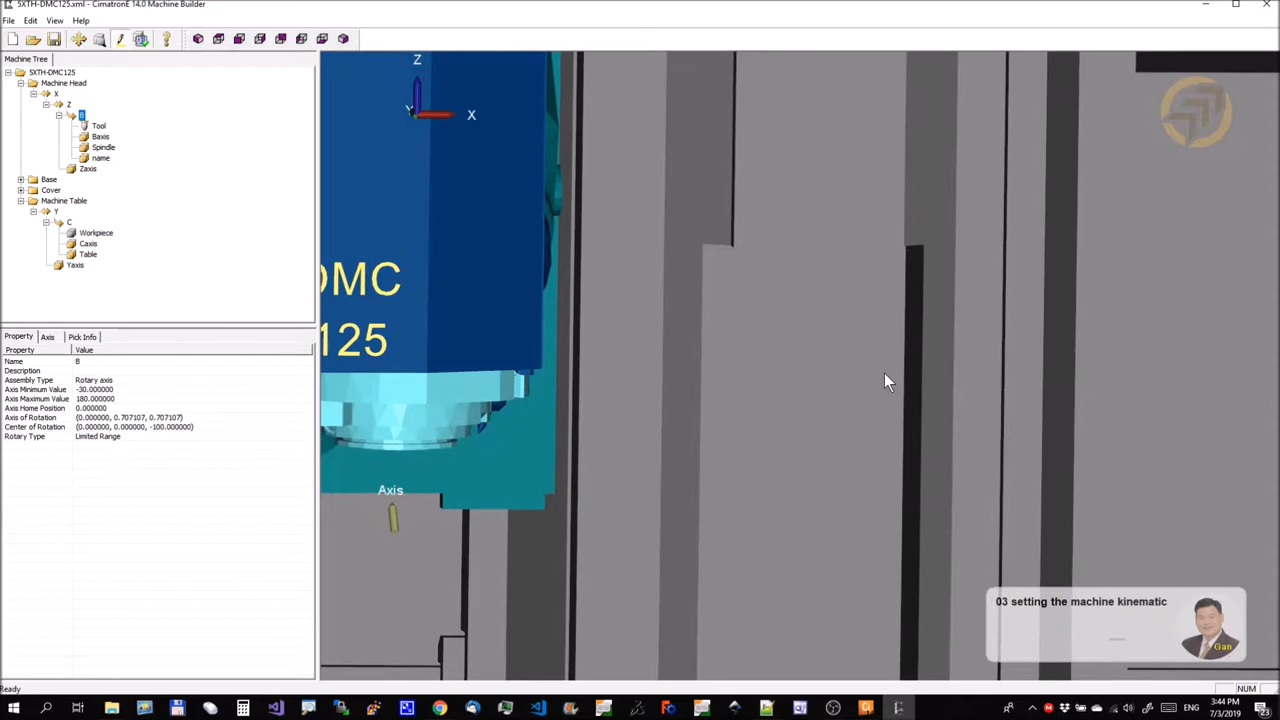 5XTH-DMC125.xml - CimatronE 14.0 Machine Builder
File Edit View Help
Machine Tree
5XTH-DMC125
Machine Head
X
Z
B
Tool
Baxis
Spindle
name
Zaxis
Base
Cover
Machine Table
Y
C
Workpiece
Caxis
Table
Yaxis
Property Axis Pick Info
Property Value
Name B
Description
Assembly Type Rotary axis
Axis Minimum Value -30.000000
Axis Maximum Value 180.000000
Axis Home Position 0.000000
Axis of Rotation (0.000000, 0.707107, 0.707107)
Center of Rotation (0.000000, 0.000000, -100.000000)
Rotary Type Limited Range
Z
Y
X
DMC
125
Axis
03 setting the machine kinematic
Gan
Ready
NUM
ENG
3:44 PM
7/3/2019
23